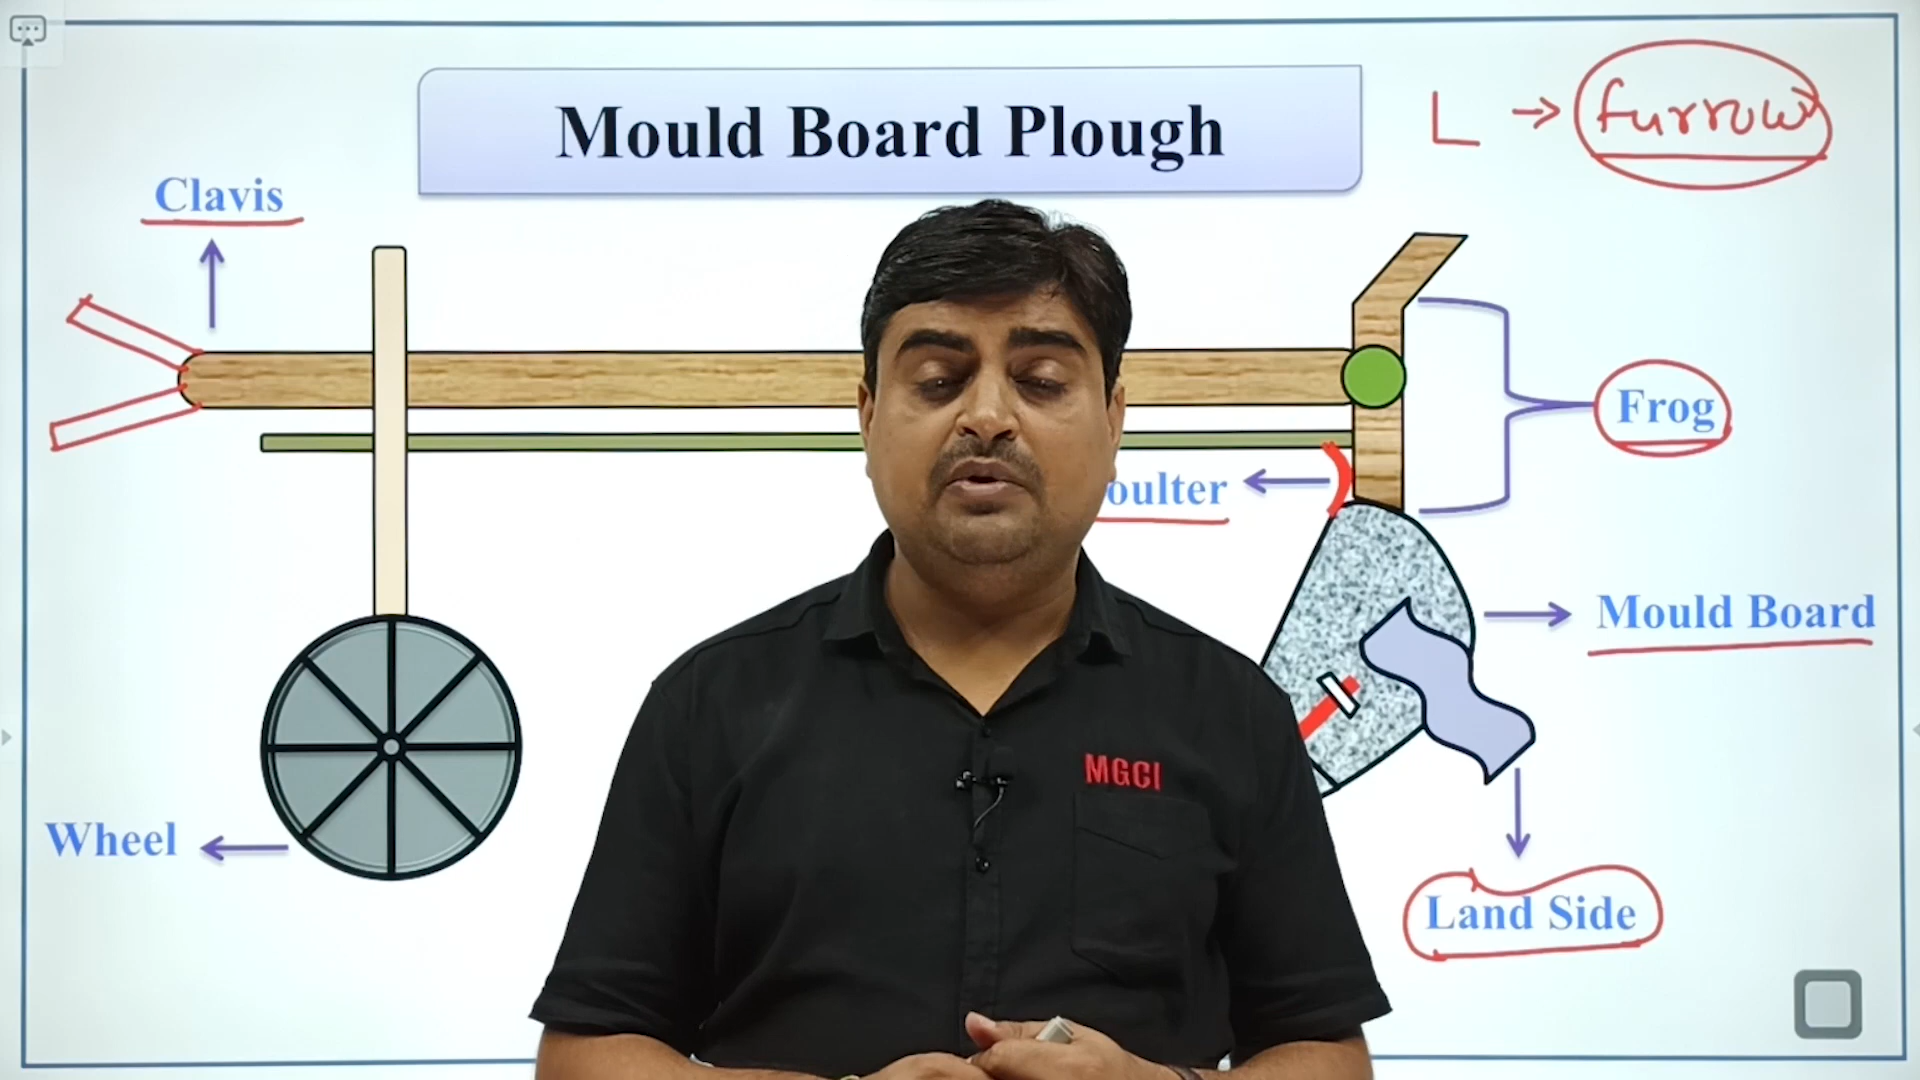 Mould Board Plough
L → furrow
Clavis
Frog
oulter
Mould Board
MGCI
Wheel
Land Side